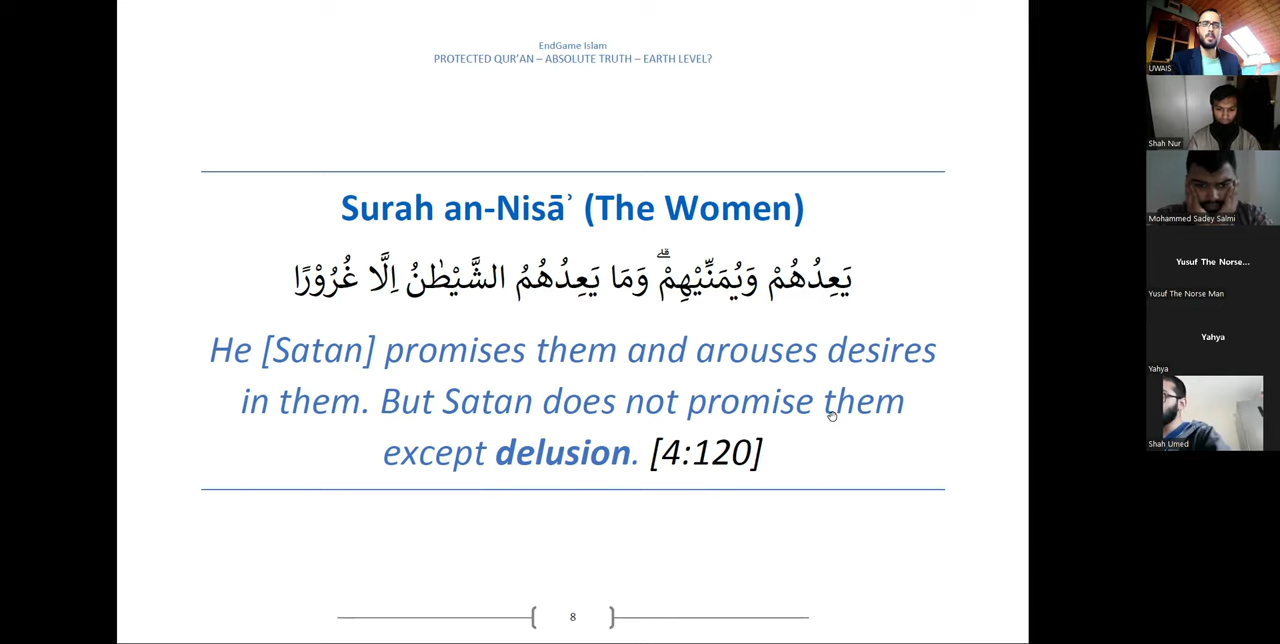 EndGame Islam
PROTECTED QUR'AN – ABSOLUTE TRUTH – EARTH LEVEL?
Surah an-Nisāʾ (The Women)
يَعِدُهُمْ وَيُمَنِّيْهِمْۗ وَمَا يَعِدُهُمُ الشَّيْطٰنُ اِلَّا غُرُوْرًا
He [Satan] promises them and arouses desires
in them. But Satan does not promise them
except delusion. [4:120]
8
UWAIS
Shah Nur
Mohammed Sadey Salmi
Yusuf The Norse...
Yusuf The Norse Man
Yahya
Yahya
Shah Umed